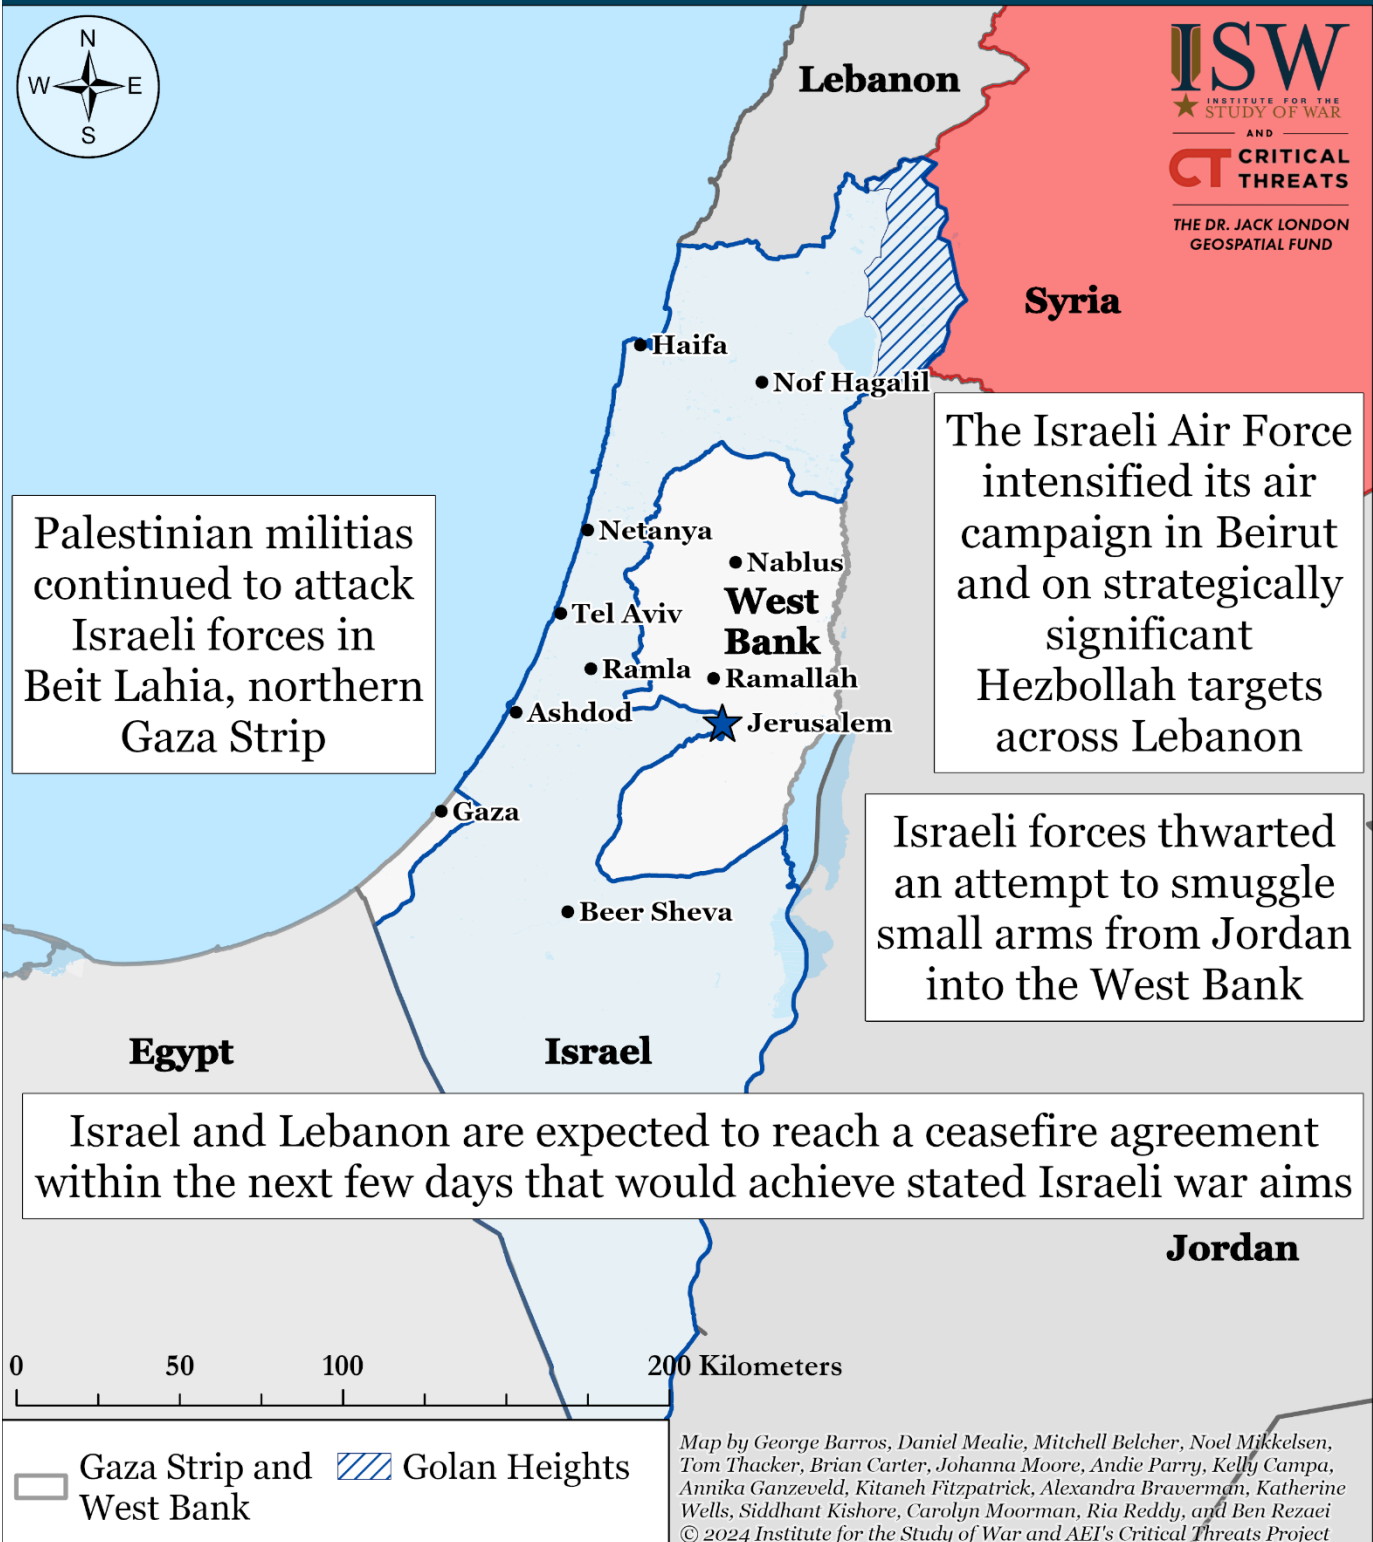 N
W
E
S
Lebanon
ISW
INSTITUTE FOR THE
STUDY OF WAR
AND
CT CRITICAL
THREATS
THE DR. JACK LONDON
GEOSPATIAL FUND
Syria
Haifa
Nof Hagalil
The Israeli Air Force
intensified its air
campaign in Beirut
and on strategically
significant
Hezbollah targets
across Lebanon
Palestinian militias
continued to attack
Israeli forces in
Beit Lahia, northern
Gaza Strip
Netanya
Nablus
West
Bank
Tel Aviv
Ramla
Ramallah
Ashdod
Jerusalem
Gaza
Israeli forces thwarted
an attempt to smuggle
small arms from Jordan
into the West Bank
Beer Sheva
Egypt
Israel
Israel and Lebanon are expected to reach a ceasefire agreement
within the next few days that would achieve stated Israeli war aims
Jordan
0 50 100 200 Kilometers
Gaza Strip and
West Bank
Golan Heights
Map by George Barros, Daniel Mealie, Mitchell Belcher, Noel Mikkelsen,
Tom Thacker, Brian Carter, Johanna Moore, Andie Parry, Kelly Campa,
Annika Ganzeveld, Kitaneh Fitzpatrick, Alexandra Braverman, Katherine
Wells, Siddhant Kishore, Carolyn Moorman, Ria Reddy, and Ben Rezaei
© 2024 Institute for the Study of War and AEI's Critical Threats Project